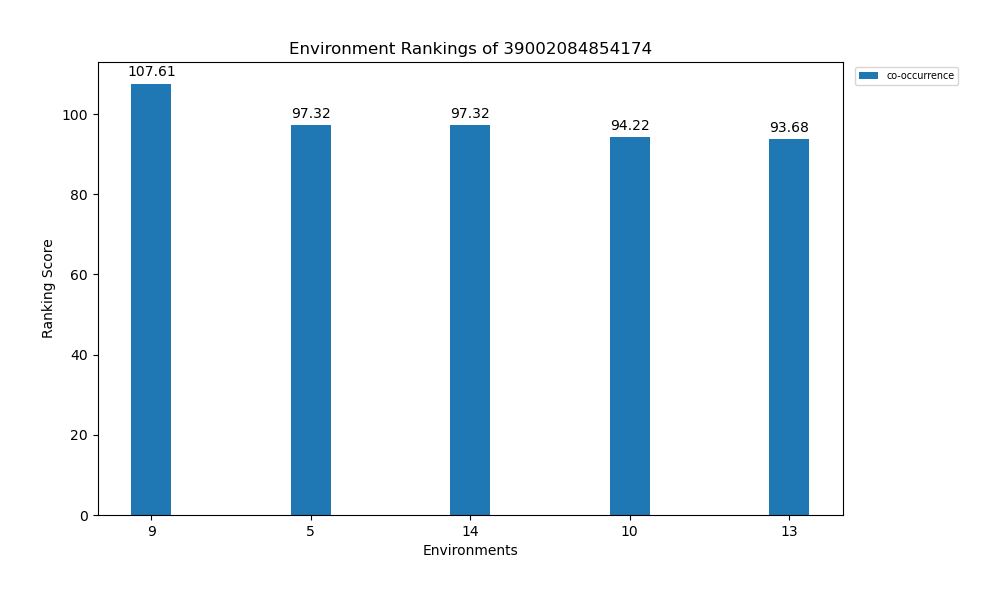 Environment Rankings of 39002084854174
co-occurrence
107.61
97.32
97.32
94.22
93.68
100
80
60
40
20
0
Ranking Score
9 5 14 10 13
Environments